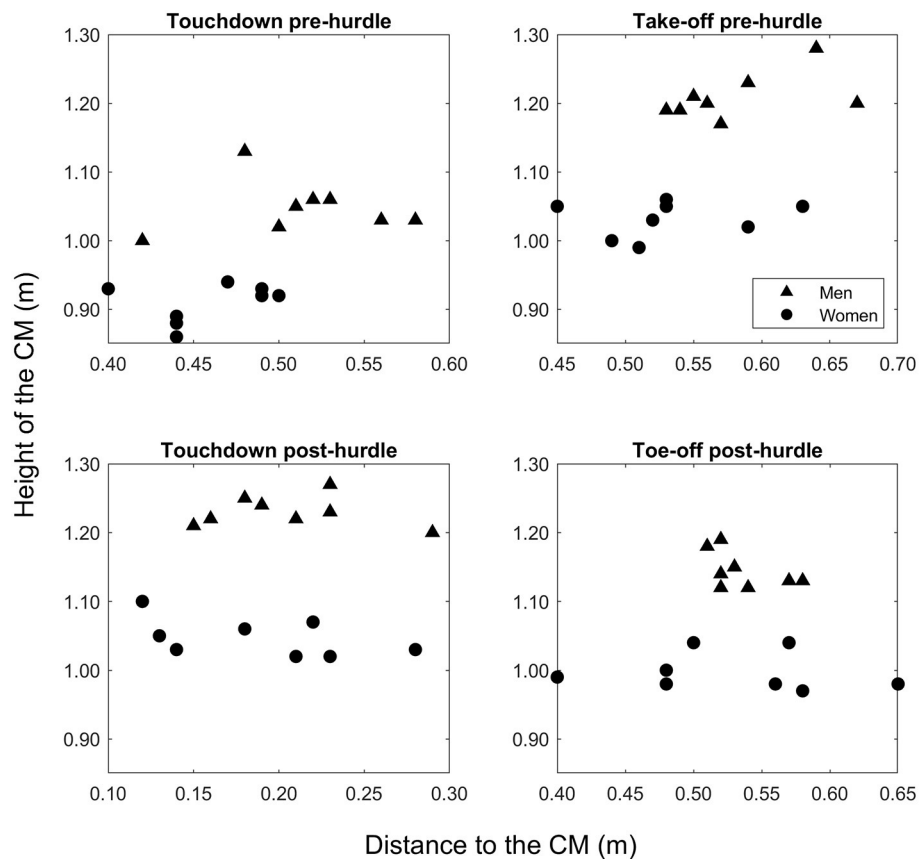 Touchdown pre-hurdle
1.30
1.20
1.10
1.00
0.90
0.40 0.45 0.50 0.55 0.60
Take-off pre-hurdle
1.30
1.20
1.10
1.00
0.90
Men
Women
0.45 0.50 0.55 0.60 0.65 0.70
Height of the CM (m)
Touchdown post-hurdle
1.30
1.20
1.10
1.00
0.90
0.10 0.15 0.20 0.25 0.30
Toe-off post-hurdle
1.30
1.20
1.10
1.00
0.90
0.40 0.45 0.50 0.55 0.60 0.65
Distance to the CM (m)